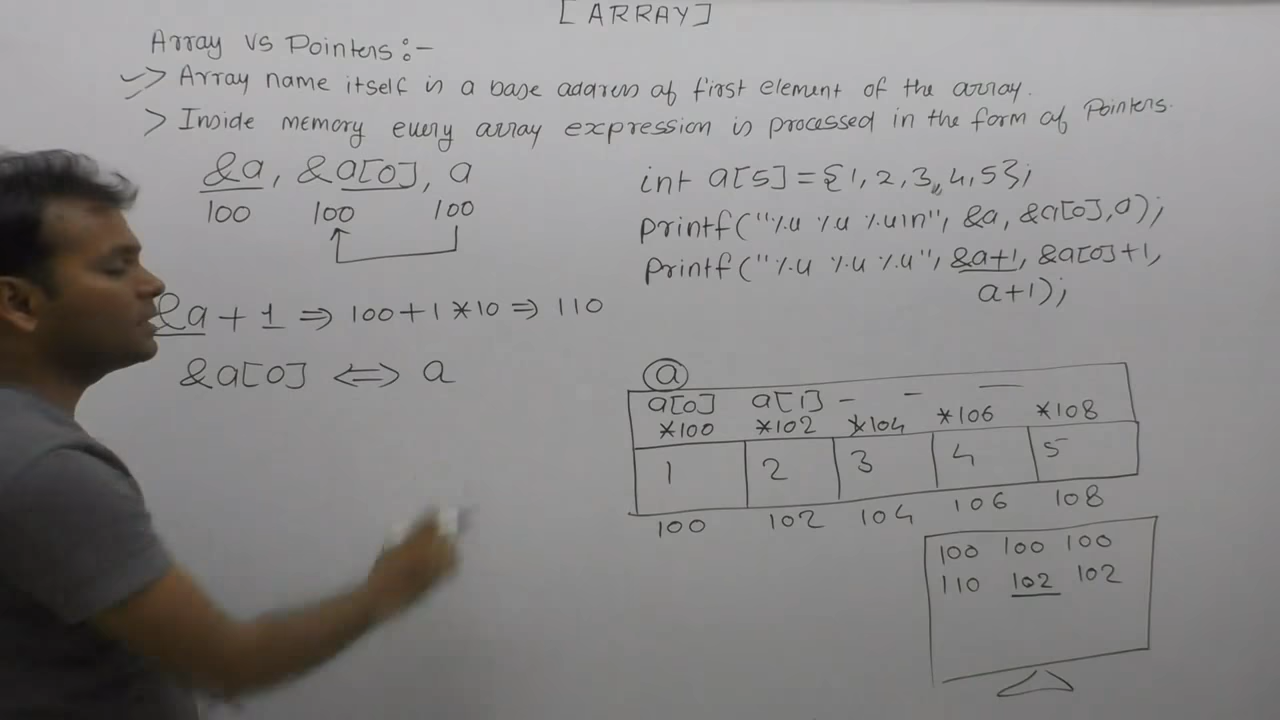 [ ARRAY ]
Array vs Pointers :-
> Array name itself is a base address of first element of the array.
> Inside memory every array expression is processed in the form of Pointers.
&a, &a[0], a
100 100 100
&a + 1 ⇒ 100+1*10 ⇒ 110
&a[0] ⇔ a
int a[5] = {1, 2, 3, 4, 5};
printf("%u %u %u\n", &a, &a[0], a);
printf("%u %u %u", &a+1, &a[0]+1,
a+1);
a
a[0] a[1] - - -
*100 *102 *104 *106 *108
1 2 3 4 5
100 102 104 106 108
100 100 100
110 102 102